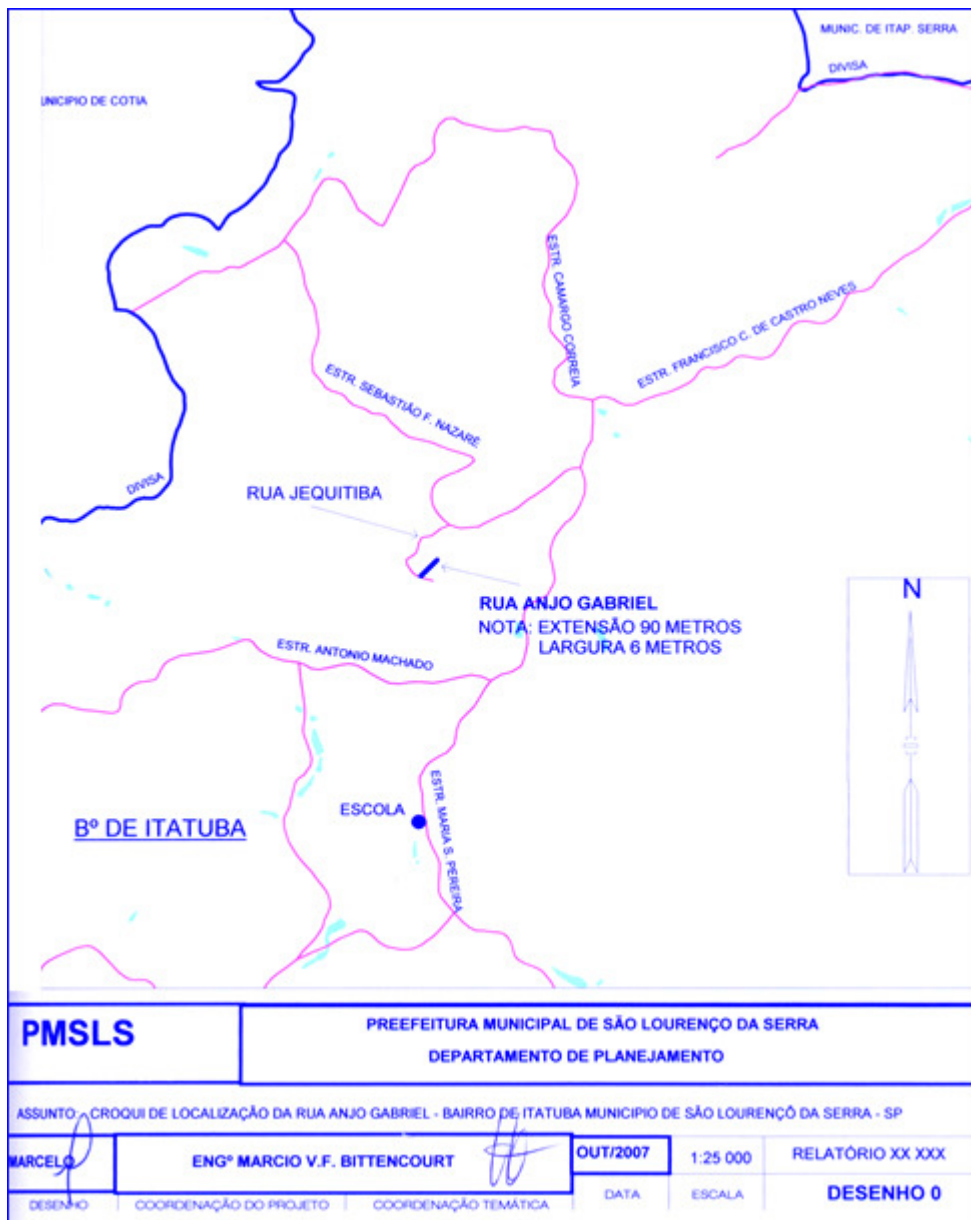 MUNIC. DE ITAP. SERRA
DIVISA
UNICIPIO DE COTIA
ESTR. CAMARGO CORREIA
ESTR. FRANCISCO C. DE CASTRO NEVES
ESTR. SEBASTIÃO F. NAZARÉ
DIVISA
RUA JEQUITIBA
N
RUA ANJO GABRIEL
NOTA: EXTENSÃO 90 METROS
LARGURA 6 METROS
ESTR. ANTONIO MACHADO
ESCOLA
ESTR. MARIA S. PEREIRA
Bº DE ITATUBA
PMSLS
PREEFEITURA MUNICIPAL DE SÃO LOURENÇO DA SERRA
DEPARTAMENTO DE PLANEJAMENTO
ASSUNTO: CROQUI DE LOCALIZAÇÃO DA RUA ANJO GABRIEL - BAIRRO DE ITATUBA MUNICIPIO DE SÃO LOURENÇÔ DA SERRA - SP
MARCELO
ENGº MARCIO V.F. BITTENCOURT
OUT/2007
1:25 000
RELATÓRIO XX XXX
DESENHO
COORDENAÇÃO DO PROJETO
COORDENAÇÃO TEMÁTICA
DATA
ESCALA
DESENHO 0